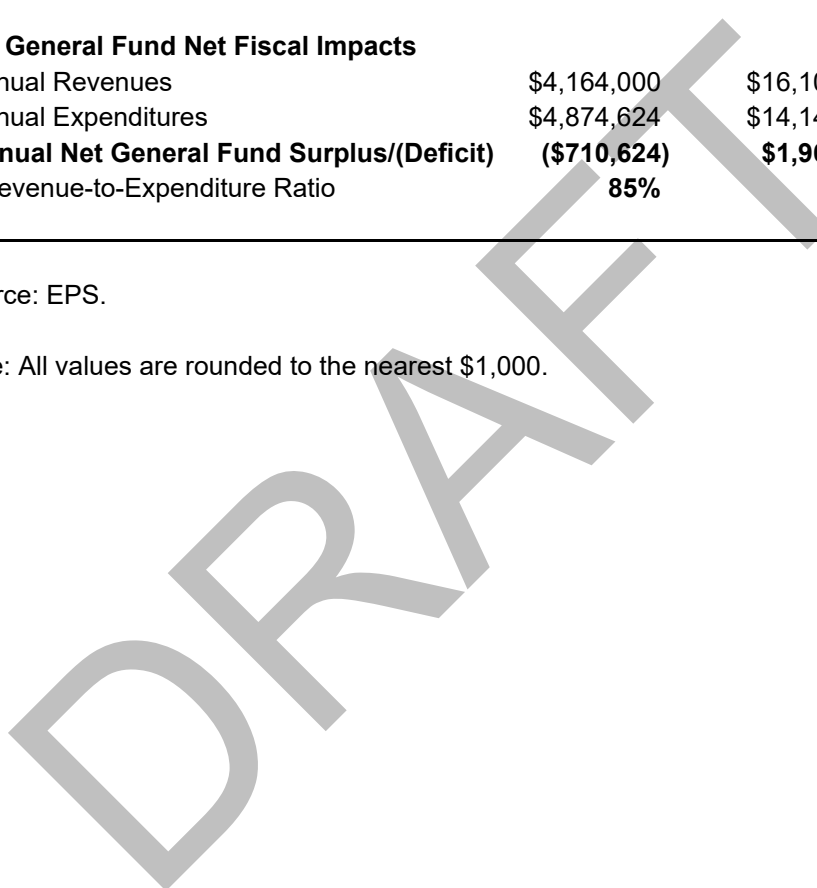 General Fund Net Fiscal Impacts
nual Revenues $4,164,000 $16,10
nual Expenditures $4,874,624 $14,14
nual Net General Fund Surplus/(Deficit) ($710,624) $1,96
evenue-to-Expenditure Ratio 85%
rce: EPS.
e: All values are rounded to the nearest $1,000.
DRAFT